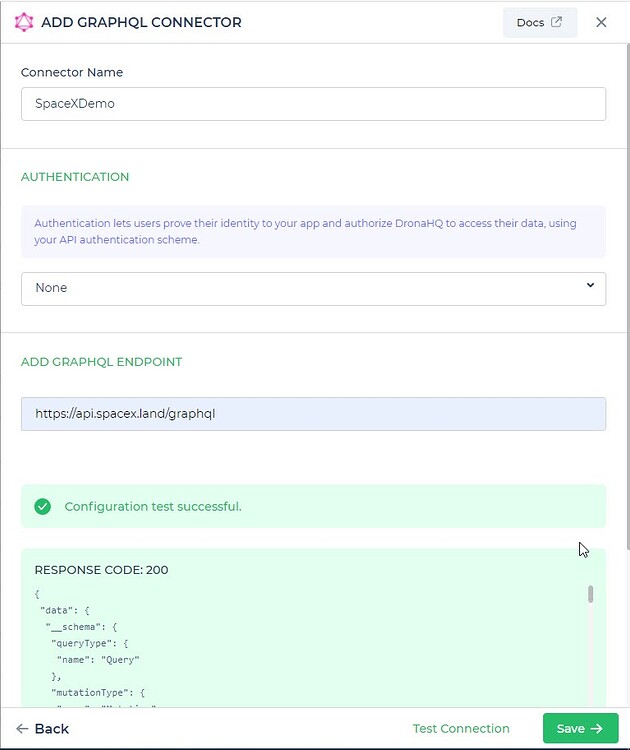 ADD GRAPHQL CONNECTOR
Docs
Connector Name
SpaceXDemo
AUTHENTICATION
Authentication lets users prove their identity to your app and authorize DronaHQ to access their data, using
your API authentication scheme.
None
ADD GRAPHQL ENDPOINT
https://api.spacex.land/graphql
Configuration test successful.
RESPONSE CODE: 200
{
"data": {
"__schema": {
"queryType": {
"name": "Query"
},
"mutationType": {
Back
Test Connection
Save